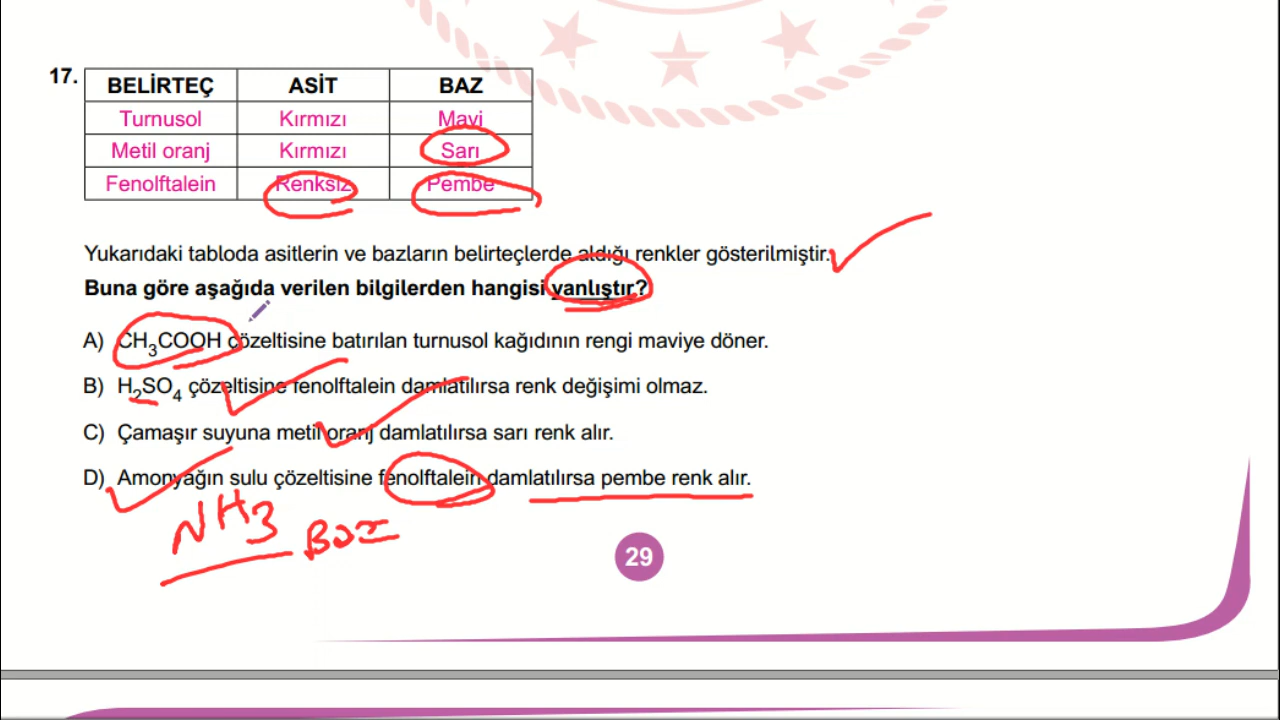 17.
BELİRTEÇ ASİT BAZ
Turnusol Kırmızı Mavi
Metil oranj Kırmızı Sarı
Fenolftalein Renksiz Pembe
Yukarıdaki tabloda asitlerin ve bazların belirteçlerde aldığı renkler gösterilmiştir.
Buna göre aşağıda verilen bilgilerden hangisi yanlıştır?
A) CH₃COOH çözeltisine batırılan turnusol kağıdının rengi maviye döner.
B) H₂SO₄ çözeltisine fenolftalein damlatılırsa renk değişimi olmaz.
C) Çamaşır suyuna metil oranj damlatılırsa sarı renk alır.
D) Amonyağın sulu çözeltisine fenolftalein damlatılırsa pembe renk alır.
NH3 Baz
29